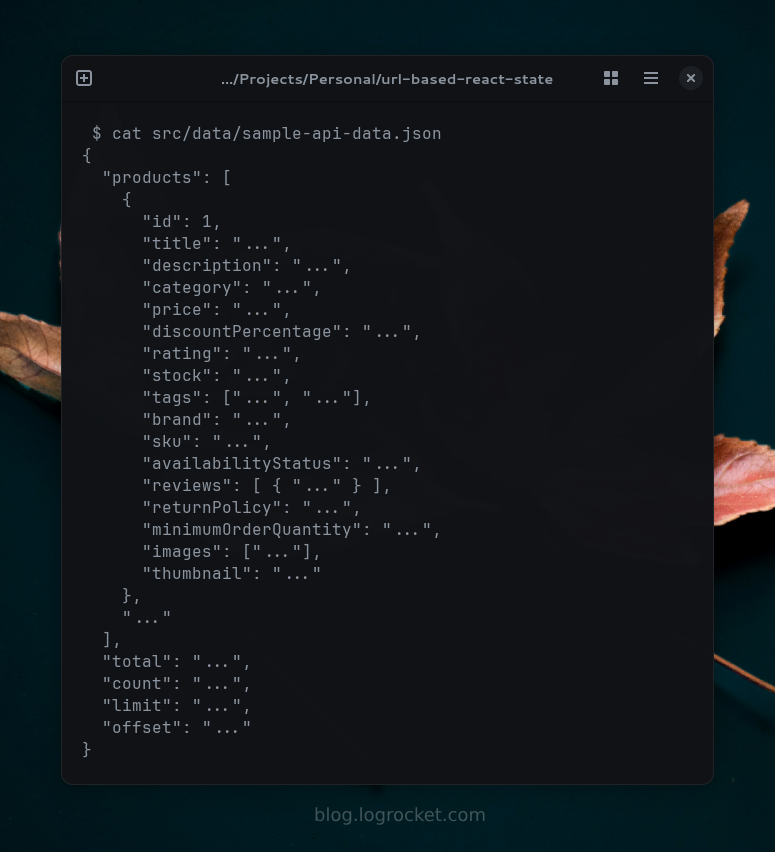 .../Projects/Personal/url-based-react-state
$ cat src/data/sample-api-data.json
{
  "products": [
    {
      "id": 1,
      "title": "...",
      "description": "...",
      "category": "...",
      "price": "...",
      "discountPercentage": "...",
      "rating": "...",
      "stock": "...",
      "tags": ["...", "..."],
      "brand": "...",
      "sku": "...",
      "availabilityStatus": "...",
      "reviews": [ { "..." } ],
      "returnPolicy": "...",
      "minimumOrderQuantity": "...",
      "images": ["..."],
      "thumbnail": "..."
    },
    "..."
  ],
  "total": "...",
  "count": "...",
  "limit": "...",
  "offset": "..."
}
blog.logrocket.com